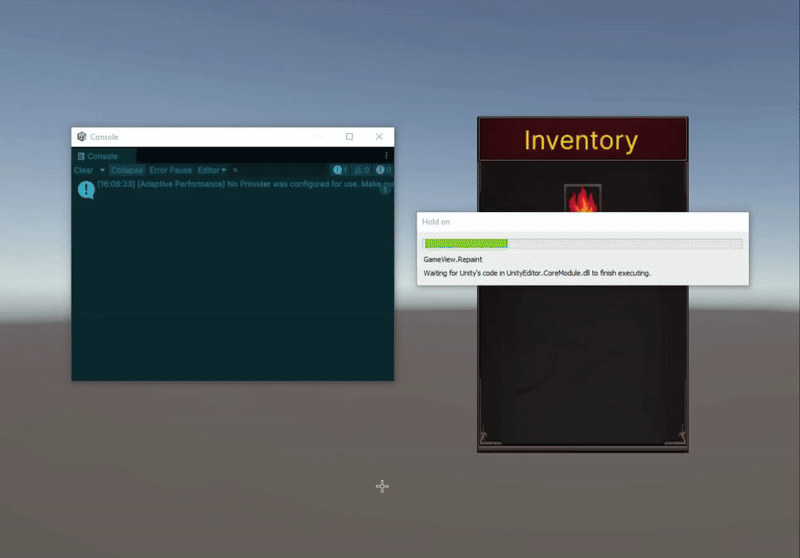 Console
Console
Clear Collapse Error Pause Editor 1 0 0
[16:08:33) [Adaptive Performance] No Provider was configured for use. Make
1
Inventory
Hold on
GameView.Repaint
Waiting for Unity's code in UnityEditor.CoreModule.dll to finish executing.